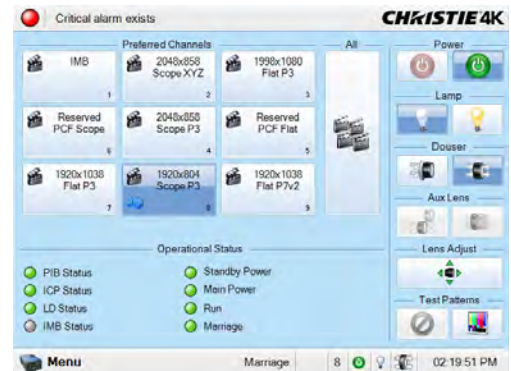 Critical alarm exists
CHRISTIE 4K
Preferred Channels
All
Power
IMB
1
2048x858
Scope XYZ
2
1998x1080
Flat P3
3
Lamp
Reserved
PCF Scope
6
2048x858
Scope P3
4
Reserved
PCF Flat
5
Douser
1920x1038
Flat P3
7
1920x804
Scope P3
8
1920x1038
Flat P7v2
9
Aux Lens
Operational Status
Lens Adjust
PIB Status
Standby Power
ICP Status
Main Power
LD Status
Run
IMB Status
Marriage
Test Patterns
Menu
Marriage
8
02:19:51 PM